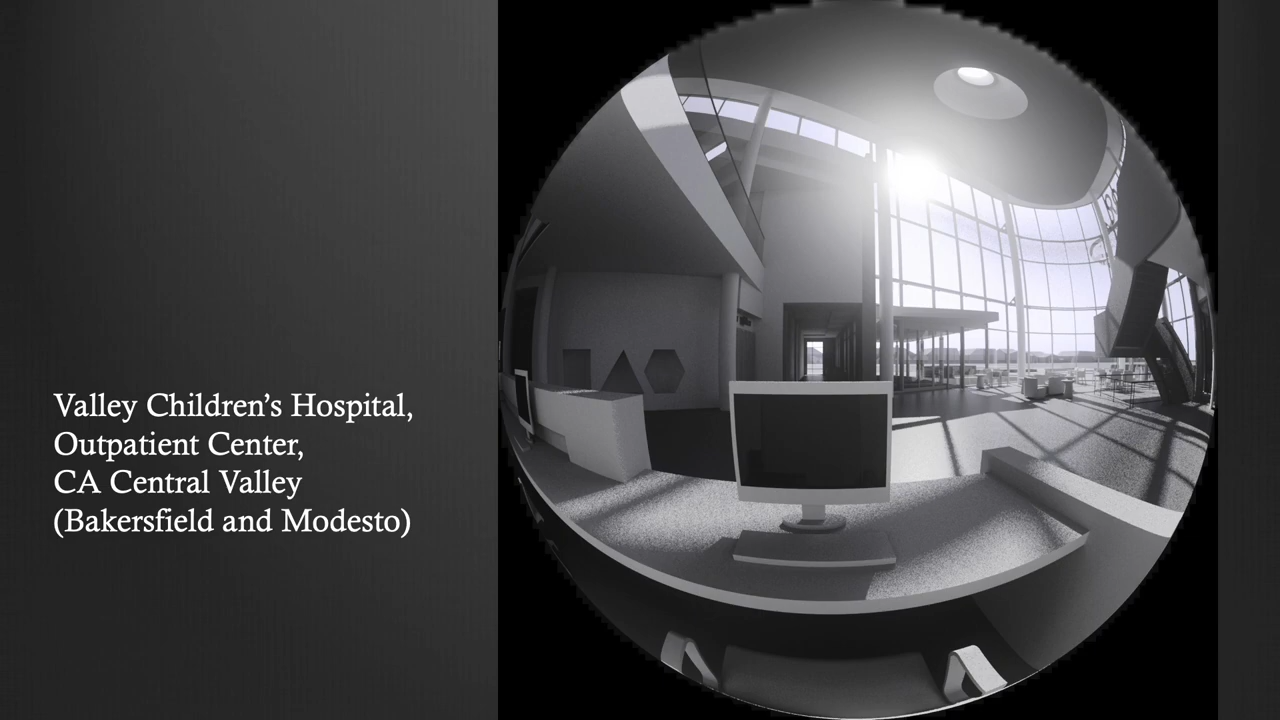 Valley Children’s Hospital,
Outpatient Center,
CA Central Valley
(Bakersfield and Modesto)